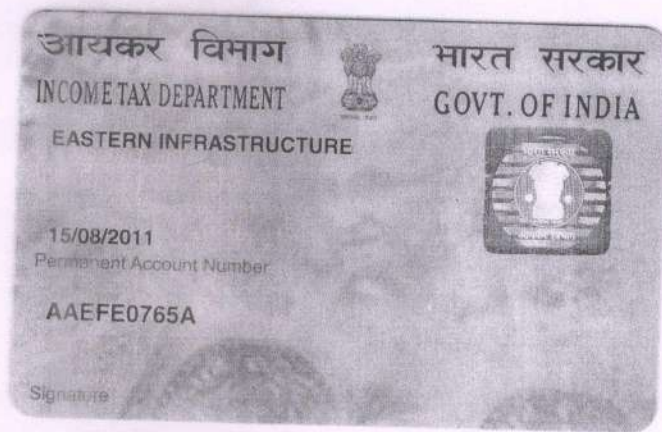 आयकर विभाग
भारत सरकार
INCOME TAX DEPARTMENT
GOVT. OF INDIA
EASTERN INFRASTRUCTURE
15/08/2011
Permanent Account Number
AAEFE0765A
Signature